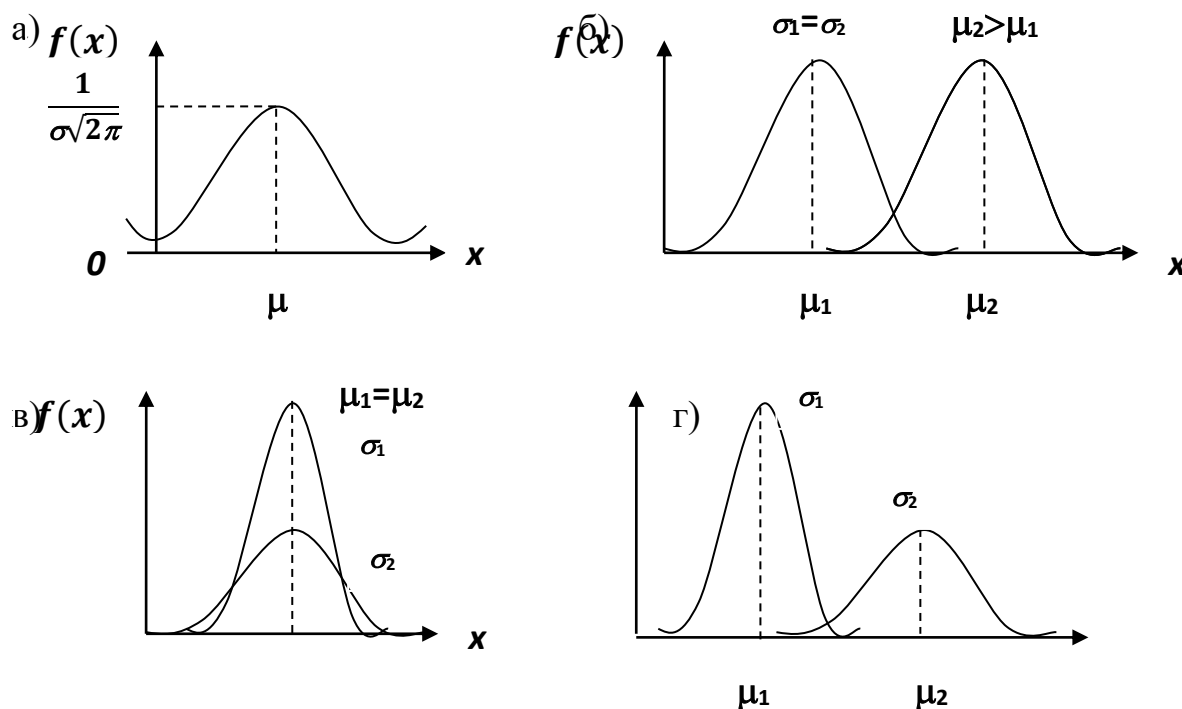 а) f(x)
1
σ√2π
0
x
μ
б)
f(x)
σ1=σ2
μ2>μ1
x
μ1
μ2
в) f(x)
μ1=μ2
σ1
σ2
x
г)
σ1
σ2
μ1
μ2